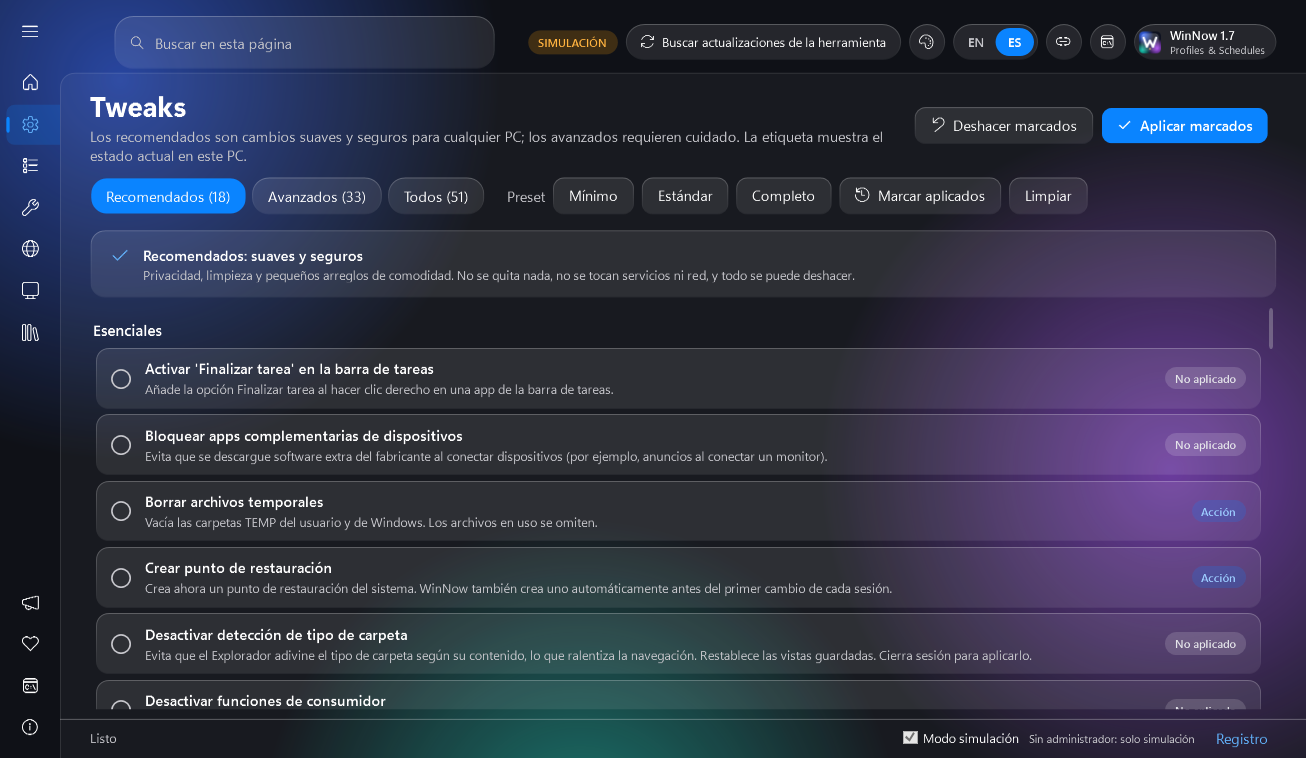 Buscar en esta página
SIMULACIÓN
Buscar actualizaciones de la herramienta
EN
ES
WinNow 1.7
Profiles & Schedules
Tweaks
Los recomendados son cambios suaves y seguros para cualquier PC; los avanzados requieren cuidado. La etiqueta muestra el
estado actual en este PC.
Deshacer marcados
Aplicar marcados
Recomendados (18)
Avanzados (33)
Todos (51)
Preset
Mínimo
Estándar
Completo
Marcar aplicados
Limpiar
Recomendados: suaves y seguros
Privacidad, limpieza y pequeños arreglos de comodidad. No se quita nada, no se tocan servicios ni red, y todo se puede deshacer.
Esenciales
Activar 'Finalizar tarea' en la barra de tareas
Añade la opción Finalizar tarea al hacer clic derecho en una app de la barra de tareas.
No aplicado
Bloquear apps complementarias de dispositivos
Evita que se descargue software extra del fabricante al conectar dispositivos (por ejemplo, anuncios al conectar un monitor).
No aplicado
Borrar archivos temporales
Vacía las carpetas TEMP del usuario y de Windows. Los archivos en uso se omiten.
Acción
Crear punto de restauración
Crea ahora un punto de restauración del sistema. WinNow también crea uno automáticamente antes del primer cambio de cada sesión.
Acción
Desactivar detección de tipo de carpeta
Evita que el Explorador adivine el tipo de carpeta según su contenido, lo que ralentiza la navegación. Restablece las vistas guardadas. Cierra sesión para aplicarlo.
No aplicado
Desactivar funciones de consumidor
No aplicado
Listo
Modo simulación
Sin administrador: solo simulación
Registro